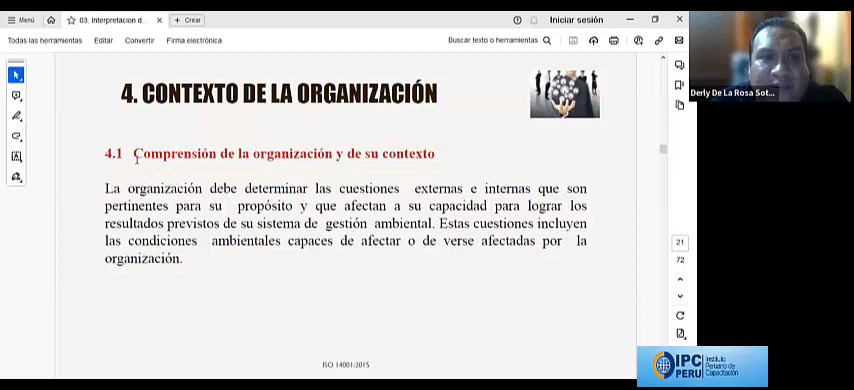 Menú
03. Interpretacion d...
+ Crear
Iniciar sesión
Todas las herramientas
Editar
Convertir
Firma electrónica
Buscar texto o herramientas
4. CONTEXTO DE LA ORGANIZACIÓN
4.1 Comprensión de la organización y de su contexto
La organización debe determinar las cuestiones externas e internas que son
pertinentes para su propósito y que afectan a su capacidad para lograr los
resultados previstos de su sistema de gestión ambiental. Estas cuestiones incluyen
las condiciones ambientales capaces de afectar o de verse afectadas por la
organización.
ISO 14001:2015
21
72
Derly De La Rosa Sot...
IPC
PERU
Instituto
Peruano de
Capacitación